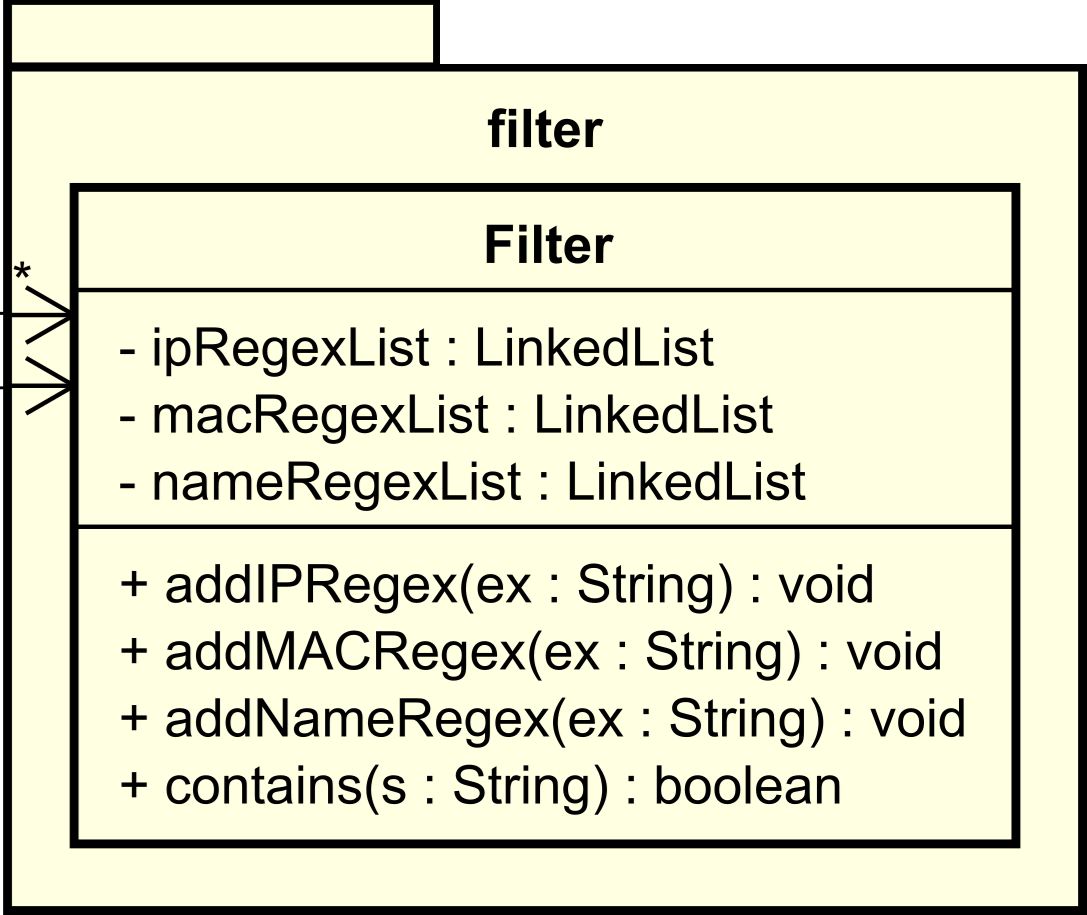 filter
Filter
*
- ipRegexList : LinkedList
- macRegexList : LinkedList
- nameRegexList : LinkedList
+ addIPRegex(ex : String) : void
+ addMACRegex(ex : String) : void
+ addNameRegex(ex : String) : void
+ contains(s : String) : boolean